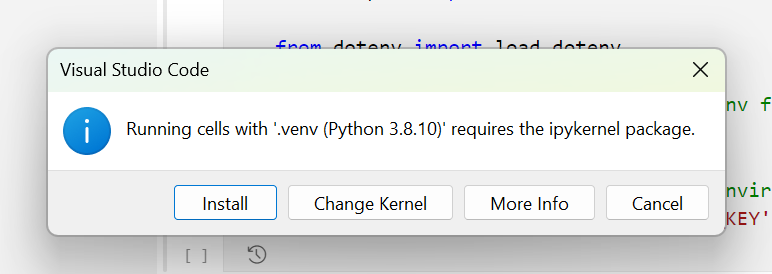 from dotenv import load_dotenv
Visual Studio Code
nv f
Running cells with '.venv (Python 3.8.10)' requires the ipykernel package.
nvir
Install Change Kernel More Info Cancel
KEY'
[ ]